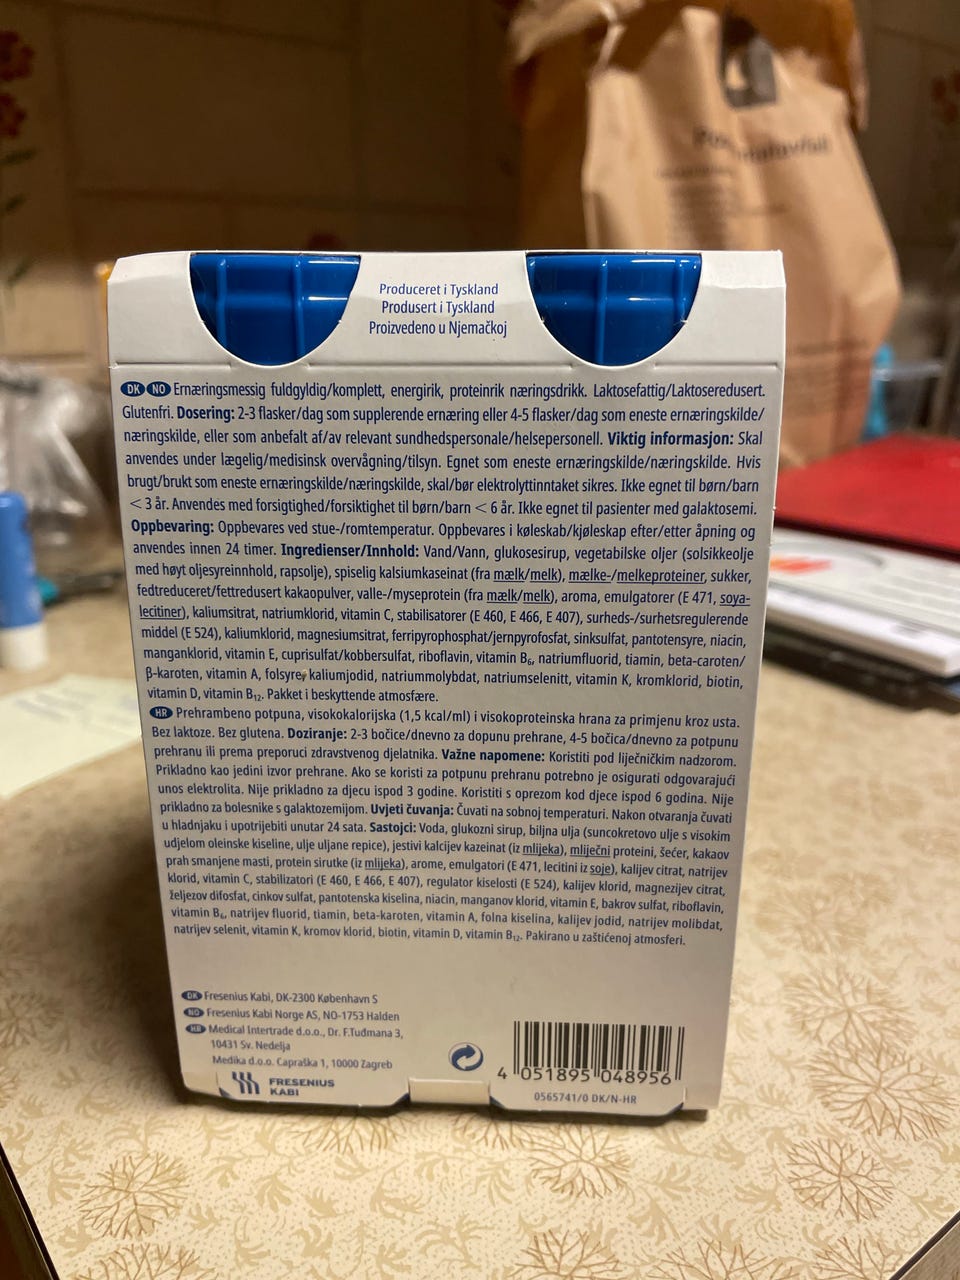 Produceret i Tyskland
Produsert i Tyskland
Proizvedeno u Njemačkoj
DK NO Ernæringsmessig fuldgyldig/komplett, energirik, proteinrik næringsdrikk. Laktosefattig/Laktoseredusert.
Glutenfri. Dosering: 2-3 flasker/dag som supplerende ernæring eller 4-5 flasker/dag som eneste ernæringskilde/
næringskilde, eller som anbefalt af/av relevant sundhedspersonale/helsepersonell. Viktig informasjon: Skal
anvendes under lægelig/medisinsk overvågning/tilsyn. Egnet som eneste ernæringskilde/næringskilde. Hvis
brugt/brukt som eneste ernæringskilde/næringskilde, skal/bør elektrolyttinntaket sikres. Ikke egnet til børn/barn
< 3 år. Anvendes med forsigtighed/forsiktighet til børn/barn < 6 år. Ikke egnet til pasienter med galaktosemi.
Oppbevaring: Oppbevares ved stue-/romtemperatur. Oppbevares i køleskab/kjøleskap efter/etter åpning og
anvendes innen 24 timer. Ingredienser/Innhold: Vand/Vann, glukosesirup, vegetabilske oljer (solsikkeolje
med høyt oljesyreinnhold, rapsolje), spiselig kalsiumkaseinat (fra mælk/melk), mælke-/melkeproteiner, sukker,
fedtreduceret/fettredusert kakaopulver, valle-/myseprotein (fra mælk/melk), aroma, emulgatorer (E 471, soya-
lecitiner), kaliumsitrat, natriumklorid, vitamin C, stabilisatorer (E 460, E 466, E 407), surheds-/surhetsregulerende
middel (E 524), kaliumklorid, magnesiumsitrat, ferripyrophosphat/jernpyrofosfat, sinksulfat, pantotensyre, niacin,
manganklorid, vitamin E, cuprisulfat/kobbersulfat, riboflavin, vitamin B₆, natriumfluorid, tiamin, beta-caroten/
β-karoten, vitamin A, folsyre, kaliumjodid, natriummolybdat, natriumselenitt, vitamin K, kromklorid, biotin,
vitamin D, vitamin B₁₂. Pakket i beskyttende atmosfære.
HR Prehrambeno potpuna, visokokalorijska (1,5 kcal/ml) i visokoproteinska hrana za primjenu kroz usta.
Bez laktoze. Bez glutena. Doziranje: 2-3 bočice/dnevno za dopunu prehrane, 4-5 bočica/dnevno za potpunu
prehranu ili prema preporuci zdravstvenog djelatnika. Važne napomene: Koristiti pod liječničkim nadzorom.
Prikladno kao jedini izvor prehrane. Ako se koristi za potpunu prehranu potrebno je osigurati odgovarajući
unos elektrolita. Nije prikladno za djecu ispod 3 godine. Koristiti s oprezom kod djece ispod 6 godina. Nije
prikladno za bolesnike s galaktozemijom. Uvjeti čuvanja: Čuvati na sobnoj temperaturi. Nakon otvaranja čuvati
u hladnjaku i upotrijebiti unutar 24 sata. Sastojci: Voda, glukozni sirup, biljna ulja (suncokretovo ulje s visokim
udjelom oleinske kiseline, ulje uljane repice), jestivi kalcijev kazeinat (iz mlijeka), mliječni proteini, šećer, kakaov
prah smanjene masti, protein sirutke (iz mlijeka), arome, emulgatori (E 471, lecitini iz soje), kalijev citrat, natrijev
klorid, vitamin C, stabilizatori (E 460, E 466, E 407), regulator kiselosti (E 524), kalijev klorid, magnezijev citrat,
željezov difosfat, cinkov sulfat, pantotenska kiselina, niacin, manganov klorid, vitamin E, bakrov sulfat, riboflavin,
vitamin B₆, natrijev fluorid, tiamin, beta-karoten, vitamin A, folna kiselina, kalijev jodid, natrijev molibdat,
natrijev selenit, vitamin K, kromov klorid, biotin, vitamin D, vitamin B₁₂. Pakirano u zaštićenoj atmosferi.
DK Fresenius Kabi, DK-2300 København S
NO Fresenius Kabi Norge AS, NO-1753 Halden
HR Medical Intertrade d.o.o., Dr. F.Tuđmana 3,
10431 Sv. Nedelja
Medika d.o.o. Capraška 1, 10000 Zagreb
FRESENIUS
KABI
4 051895 048956
0565741/0 DK/N-HR